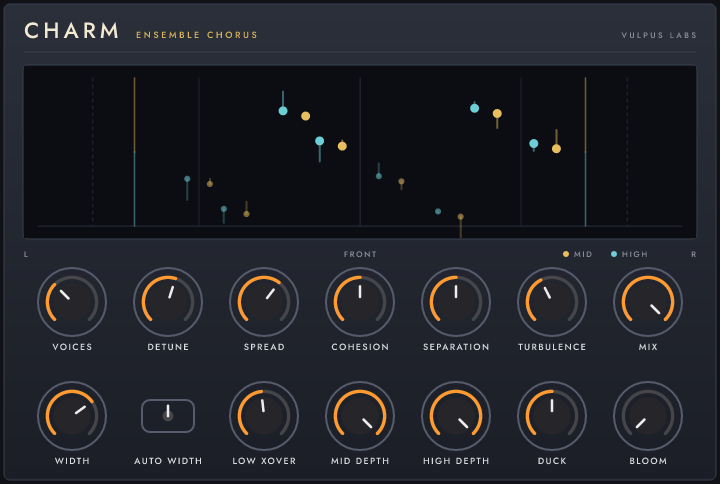 CHARM ENSEMBLE CHORUS VULPUS LABS
L FRONT MID HIGH R
VOICES DETUNE SPREAD COHESION SEPARATION TURBULENCE MIX
WIDTH AUTO WIDTH LOW XOVER MID DEPTH HIGH DEPTH DUCK BLOOM